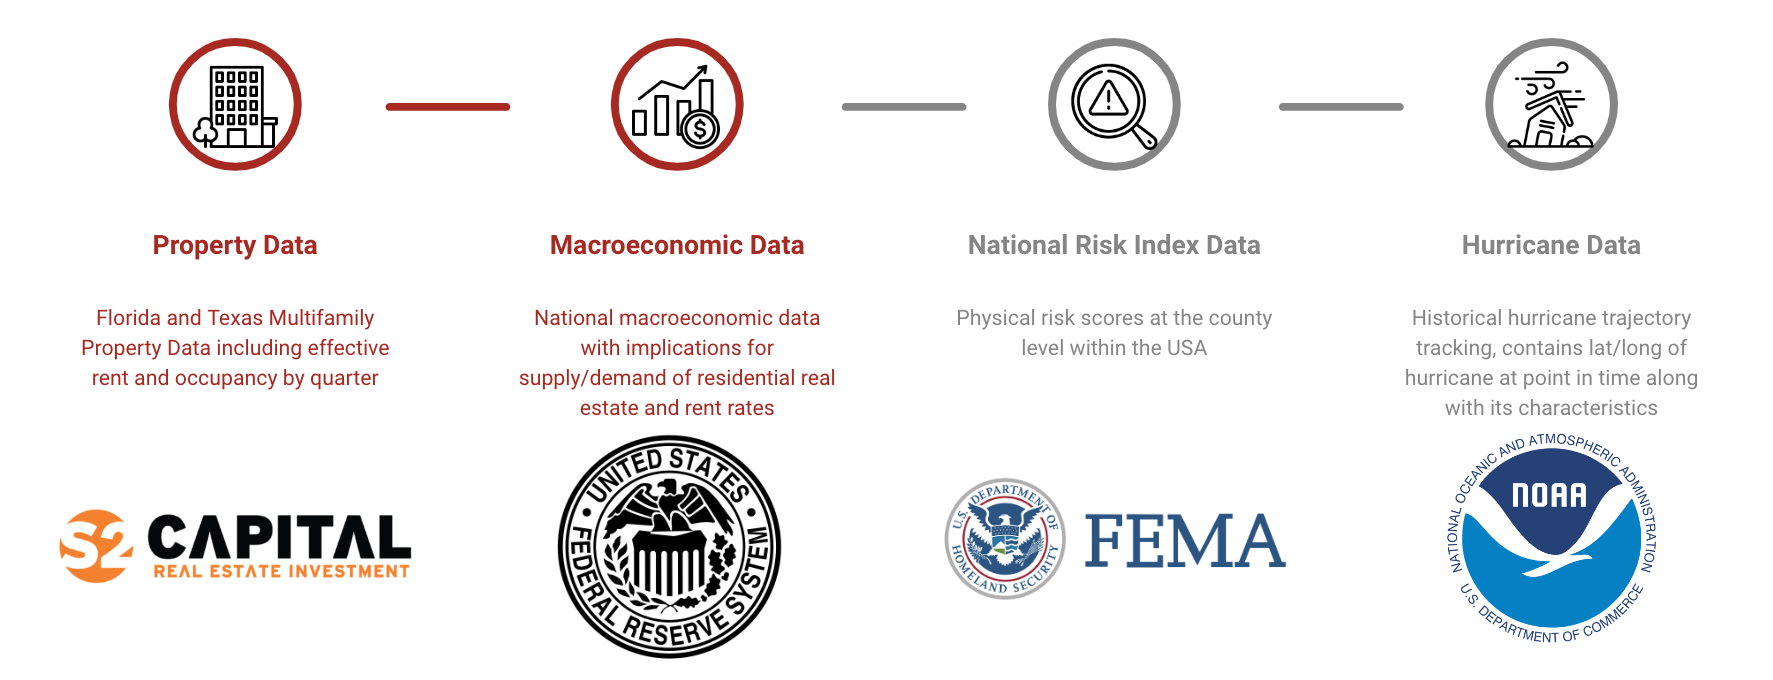 Property Data
Florida and Texas Multifamily
Property Data including effective
rent and occupancy by quarter
S2 CAPITAL
REAL ESTATE INVESTMENT
$
Macroeconomic Data
National macroeconomic data
with implications for
supply/demand of residential real
estate and rent rates
UNITED STATES
FEDERAL RESERVE SYSTEM
!
National Risk Index Data
Physical risk scores at the county
level within the USA
U.S. DEPARTMENT OF
HOMELAND SECURITY
FEMA
Hurricane Data
Historical hurricane trajectory
tracking, contains lat/long of
hurricane at point in time along
with its characteristics
NATIONAL OCEANIC AND ATMOSPHERIC ADMINISTRATION
NOAA
U.S. DEPARTMENT OF COMMERCE